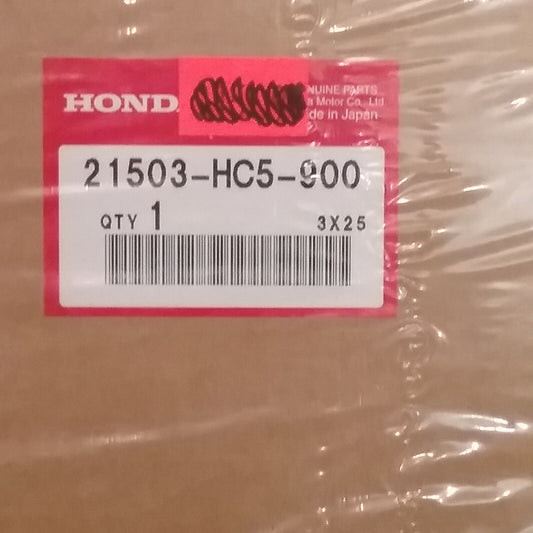 HOND
NUINE PARTS
a Motor Co., Ltd
de in Japan
21503-HC5-900
QTY 1 3X25